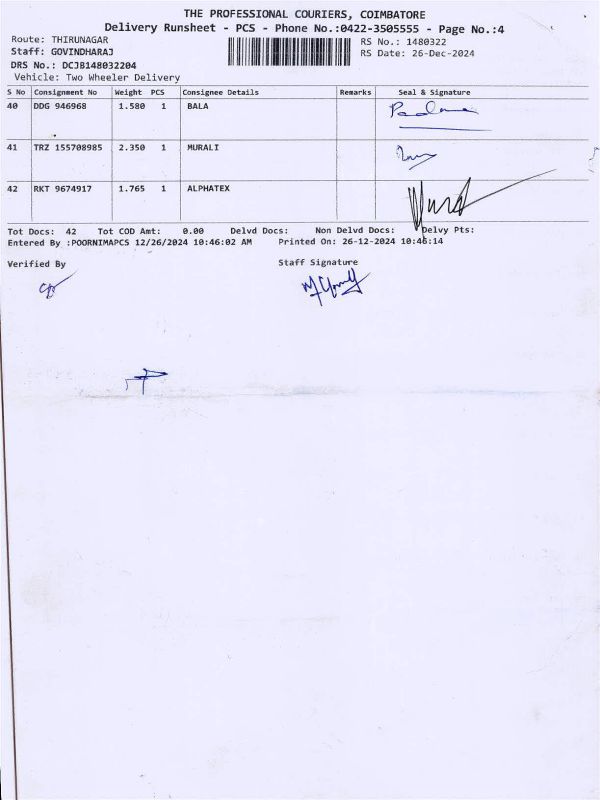 THE PROFESSIONAL COURIERS, COIMBATORE
Delivery Runsheet - PCS - Phone No.:0422-3505555 - Page No.:4
Route: THIRUNAGAR
RS No.: 1480322
Staff: GOVINDHARAJ
RS Date: 26-Dec-2024
DRS No.: DCJB148032204
Vehicle: Two Wheeler Delivery
S No Consignment No Weight PCS Consignee Details Remarks Seal & Signature
40 DDG 946968 1.580 1 BALA
41 TRZ 155708985 2.350 1 MURALI
42 RKT 9674917 1.765 1 ALPHATEX
Tot Docs: 42 Tot COD Amt: 0.00 Delvd Docs: Non Delvd Docs: Delvy Pts:
Entered By :POORNIMAPCS 12/26/2024 10:46:02 AM Printed On: 26-12-2024 10:46:14
Verified By Staff Signature